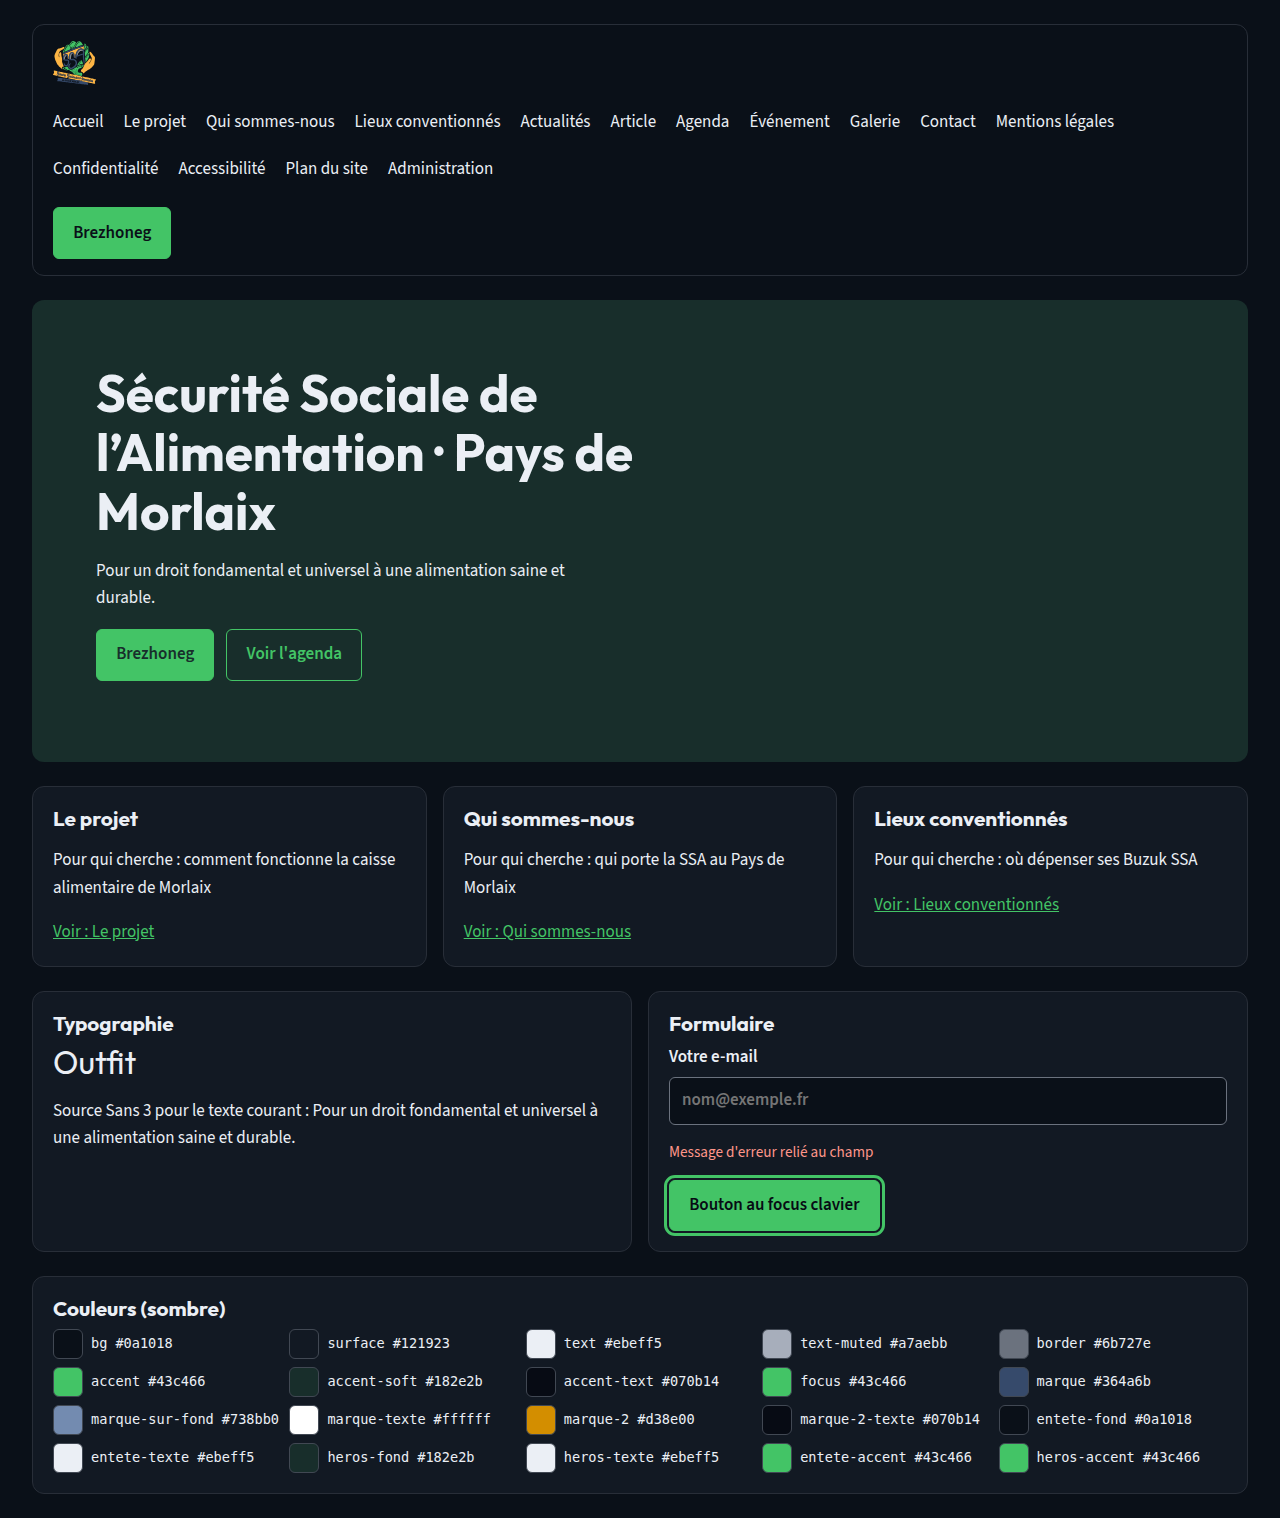 Accueil Le projet Qui sommes-nous Lieux conventionnés Actualités Article Agenda Événement Galerie Contact Mentions légales
Confidentialité Accessibilité Plan du site Administration
Brezhoneg
Sécurité Sociale de
l’Alimentation · Pays de
Morlaix
Pour un droit fondamental et universel à une alimentation saine et
durable.
Brezhoneg Voir l'agenda
Le projet
Pour qui cherche : comment fonctionne la caisse
alimentaire de Morlaix
Voir : Le projet
Qui sommes-nous
Pour qui cherche : qui porte la SSA au Pays de
Morlaix
Voir : Qui sommes-nous
Lieux conventionnés
Pour qui cherche : où dépenser ses Buzuk SSA
Voir : Lieux conventionnés
Typographie
Outfit
Source Sans 3 pour le texte courant : Pour un droit fondamental et universel à
une alimentation saine et durable.
Formulaire
Votre e-mail
nom@exemple.fr
Message d'erreur relié au champ
Bouton au focus clavier
Couleurs (sombre)
bg #0a1018 surface #121923 text #ebeff5 text-muted #a7aebb border #6b727e
accent #43c466 accent-soft #182e2b accent-text #070b14 focus #43c466 marque #364a6b
marque-sur-fond #738bb0 marque-texte #ffffff marque-2 #d38e00 marque-2-texte #070b14 entete-fond #0a1018
entete-texte #ebeff5 heros-fond #182e2b heros-texte #ebeff5 entete-accent #43c466 heros-accent #43c466